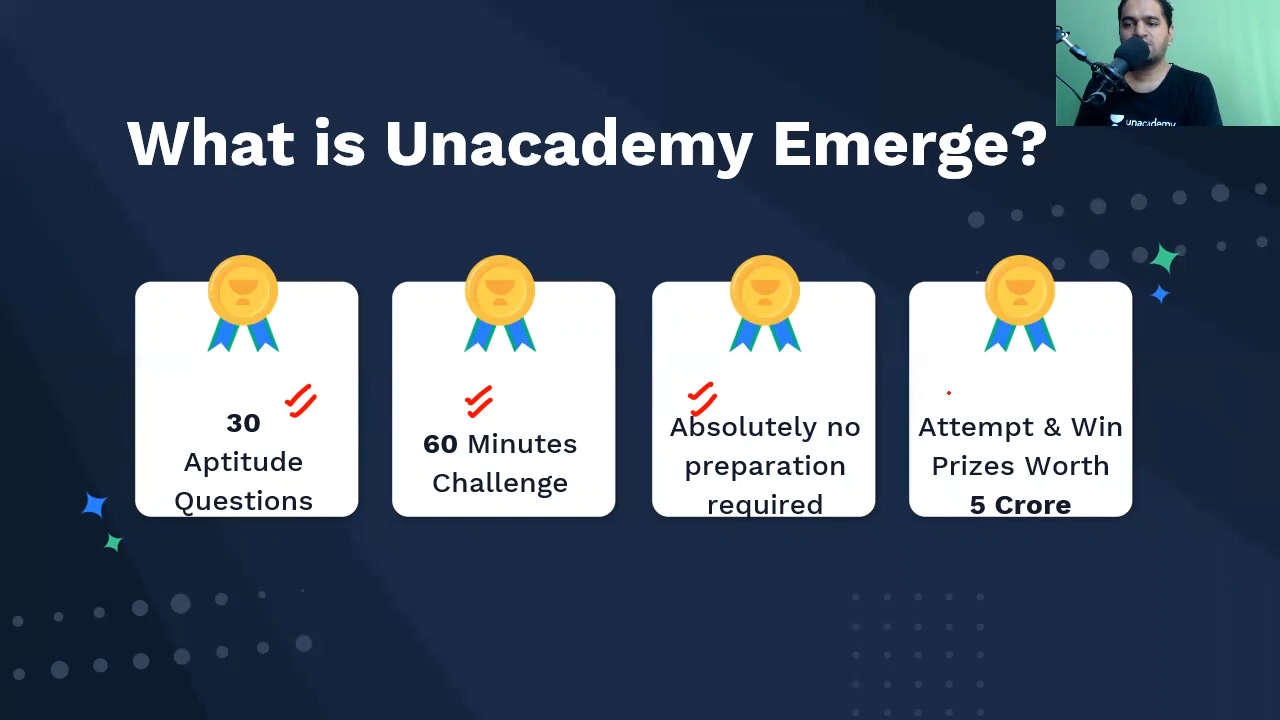 What is Unacademy Emerge?
30
Aptitude
Questions
60 Minutes
Challenge
Absolutely no
preparation
required
Attempt & Win
Prizes Worth
5 Crore
unacademy